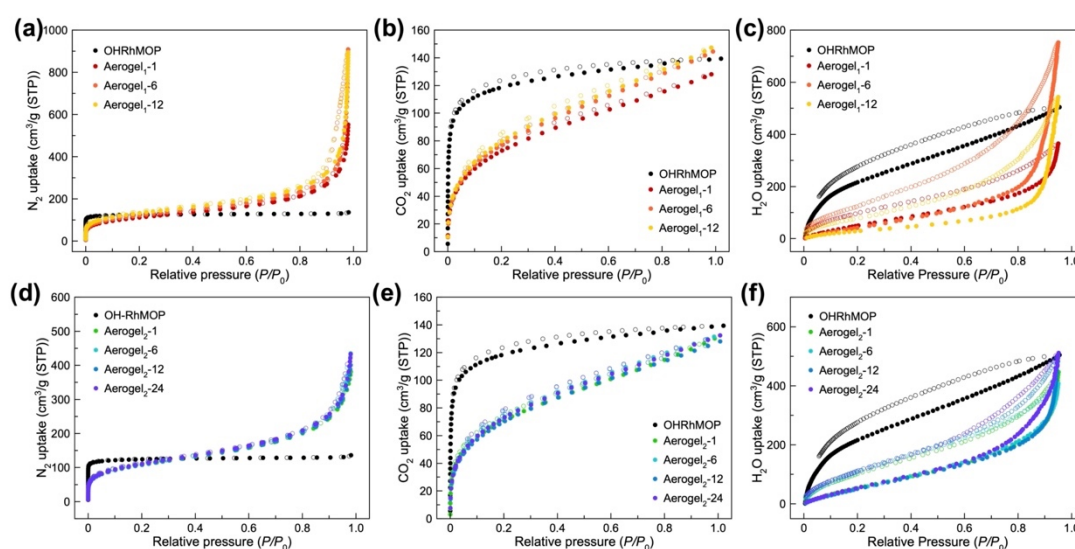 (a)
1000
800
600
400
200
0
N₂ uptake (cm³/g (STP))
OHRhMOP
Aerogel₁-1
Aerogel₁-6
Aerogel₁-12
0.0 0.2 0.4 0.6 0.8 1.0
Relative pressure (P/P₀)
(b)
160
140
120
100
80
60
40
20
0
CO₂ uptake (cm³/g (STP))
OHRhMOP
Aerogel₁-1
Aerogel₁-6
Aerogel₁-12
0.0 0.2 0.4 0.6 0.8 1.0
Relative pressure (P/P₀)
(c)
800
600
400
200
0
H₂O uptake (cm³/g (STP))
OHRhMOP
Aerogel₁-1
Aerogel₁-6
Aerogel₁-12
0.0 0.2 0.4 0.6 0.8 1.0
Relative Pressure (P/P₀)
(d)
600
500
400
300
200
100
0
N₂ uptake (cm³/g (STP))
OH-RhMOP
Aerogel₂-1
Aerogel₂-6
Aerogel₂-12
Aerogel₂-24
0.0 0.2 0.4 0.6 0.8 1.0
Relative pressure (P/P₀)
(e)
160
140
120
100
80
60
40
20
0
CO₂ uptake (cm³/g (STP))
OHRhMOP
Aerogel₂-1
Aerogel₂-6
Aerogel₂-12
Aerogel₂-24
0.0 0.2 0.4 0.6 0.8 1.0
Relative pressure (P/P₀)
(f)
600
400
200
0
H₂O uptake (cm³/g (STP))
OHRhMOP
Aerogel₂-1
Aerogel₂-6
Aerogel₂-12
Aerogel₂-24
0.0 0.2 0.4 0.6 0.8 1.0
Relative Pressure (P/P₀)